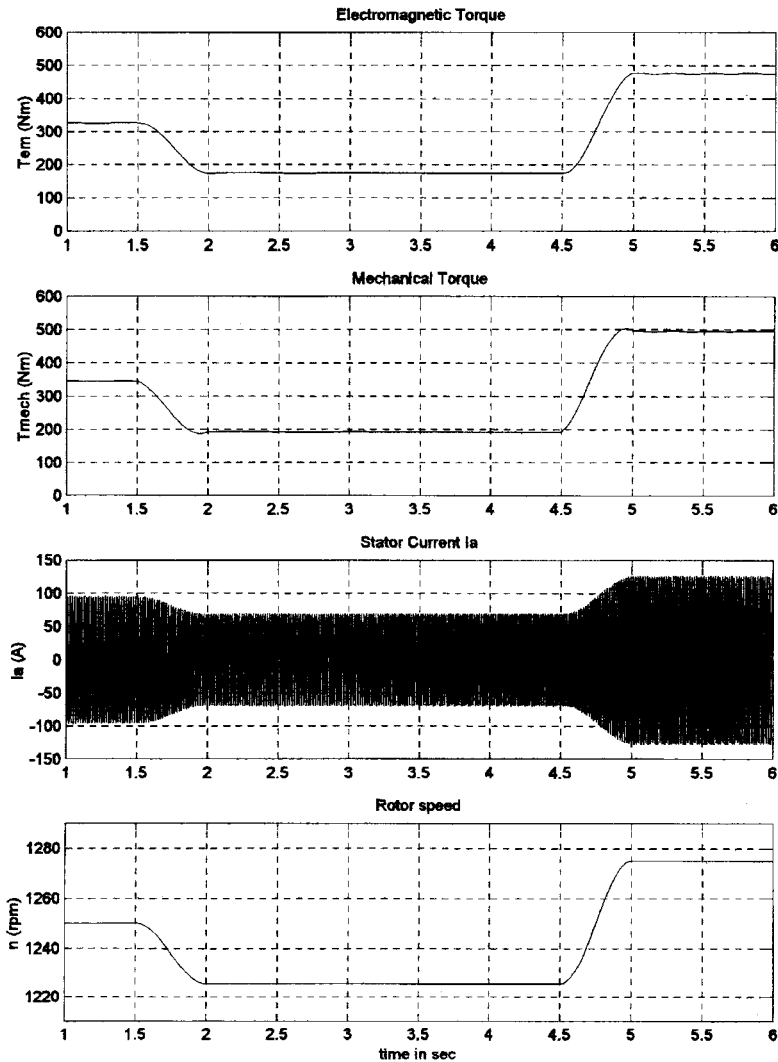 Electromagnetic Torque
600
500
400
300
200
100
0
Tem (Nm)
1 1.5 2 2.5 3 3.5 4 4.5 5 5.5 6
Mechanical Torque
600
500
400
300
200
100
0
Tmech (Nm)
1 1.5 2 2.5 3 3.5 4 4.5 5 5.5 6
Stator Current Ia
150
100
50
0
-50
-100
-150
Ia (A)
1 1.5 2 2.5 3 3.5 4 4.5 5 5.5 6
Rotor speed
1280
1260
1240
1220
n (rpm)
1 1.5 2 2.5 3 3.5 4 4.5 5 5.5 6
time in sec